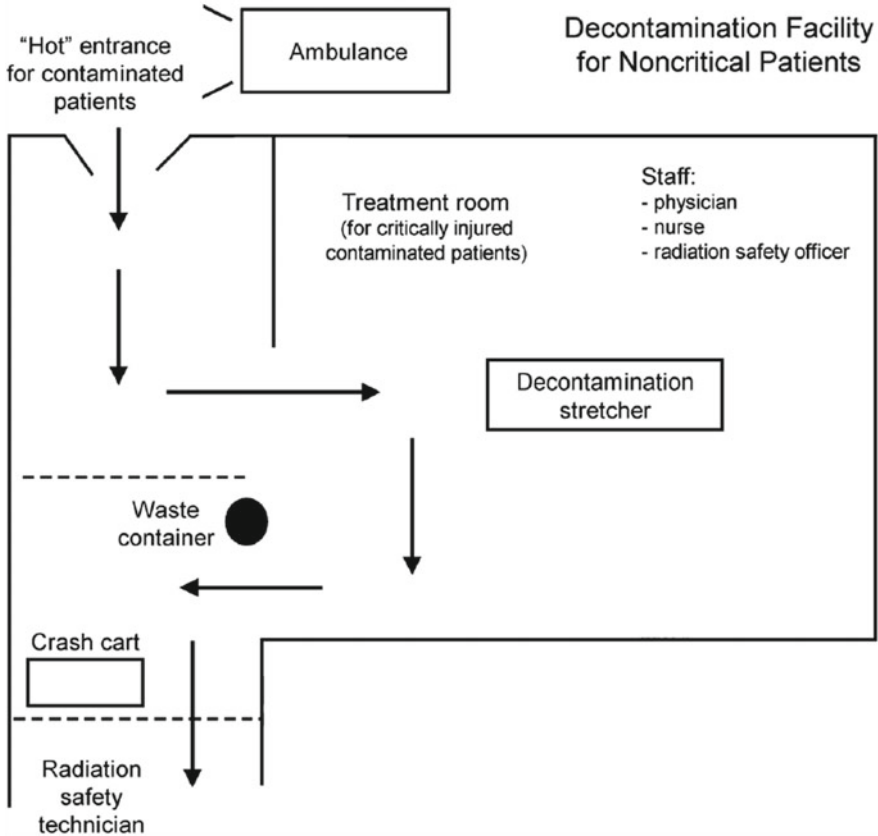 “Hot” entrance
for contaminated
patients
Ambulance
Decontamination Facility
for Noncritical Patients
Treatment room
(for critically injured
contaminated patients)
Staff:
- physician
- nurse
- radiation safety officer
Decontamination
stretcher
Waste
container
Crash cart
Radiation
safety
technician